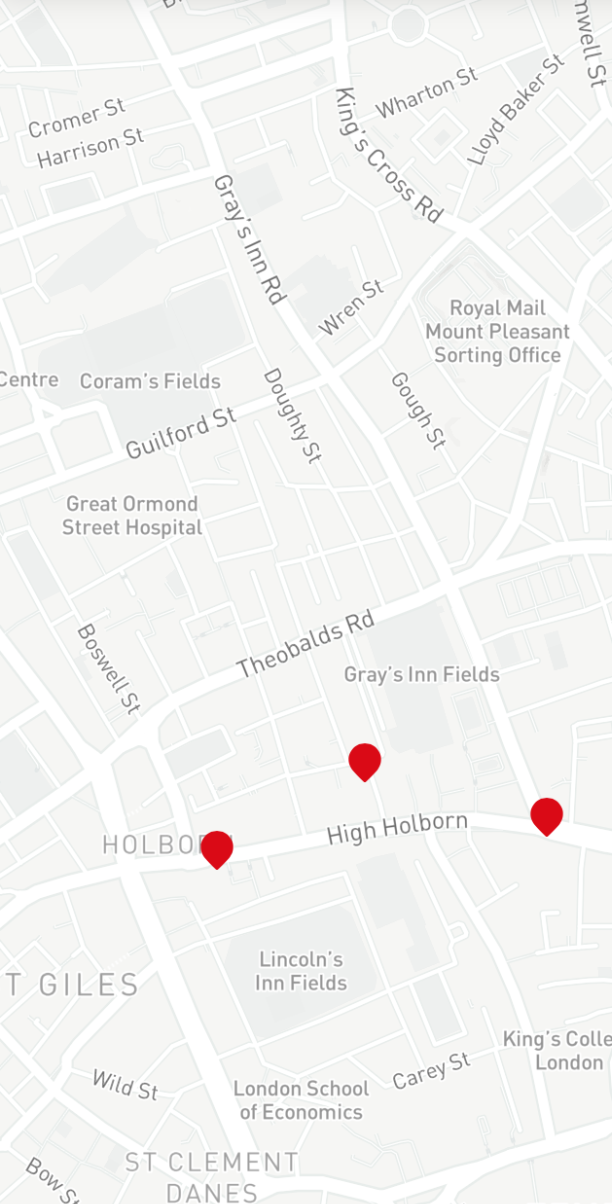 Wharton St
Lloyd Baker St
Cromer St
Harrison St
King's Cross Rd
Gray's Inn Rd
Wren St
Royal Mail
Mount Pleasant
Sorting Office
Centre
Coram's Fields
Doughty St
Gough St
Guilford St
Great Ormond
Street Hospital
Boswell St
Theobalds Rd
Gray's Inn Fields
High Holborn
Lincoln's
Inn Fields
T GILES
King's Colle
London
Wild St
Carey St
London School
of Economics
ST CLEMENT
DANES
Bow St